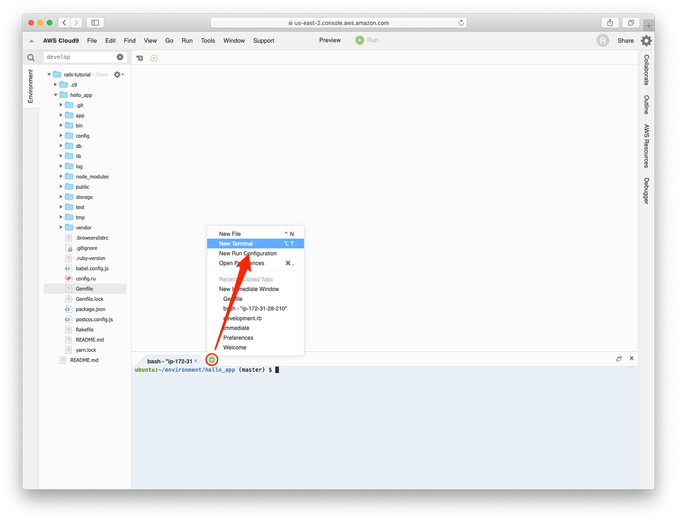 us-east-2.console.aws.amazon.com
AWS Cloud9 File Edit Find View Go Run Tools Window Support Preview Run R Share
develop
Environment
rails-tutorial
.c9
hello_app
.git
app
bin
config
db
lib
log
node_modules
public
storage
test
tmp
vendor
.browserslistrc
.gitignore
.ruby-version
babel.config.js
config.ru
Gemfile
Gemfile.lock
package.json
postcss.config.js
Rakefile
README.md
yarn.lock
README.md
New File ^ N
New Terminal ⌥ T
New Run Configuration
Open Preferences ⌘ ,
Recently Closed Tabs
New Immediate Window
Gemfile
bash - "ip-172-31-28-210"
development.rb
Immediate
Preferences
Welcome
bash - "ip-172-31
ubuntu:~/environment/hello_app (master) $
Collaborate
Outline
AWS Resources
Debugger